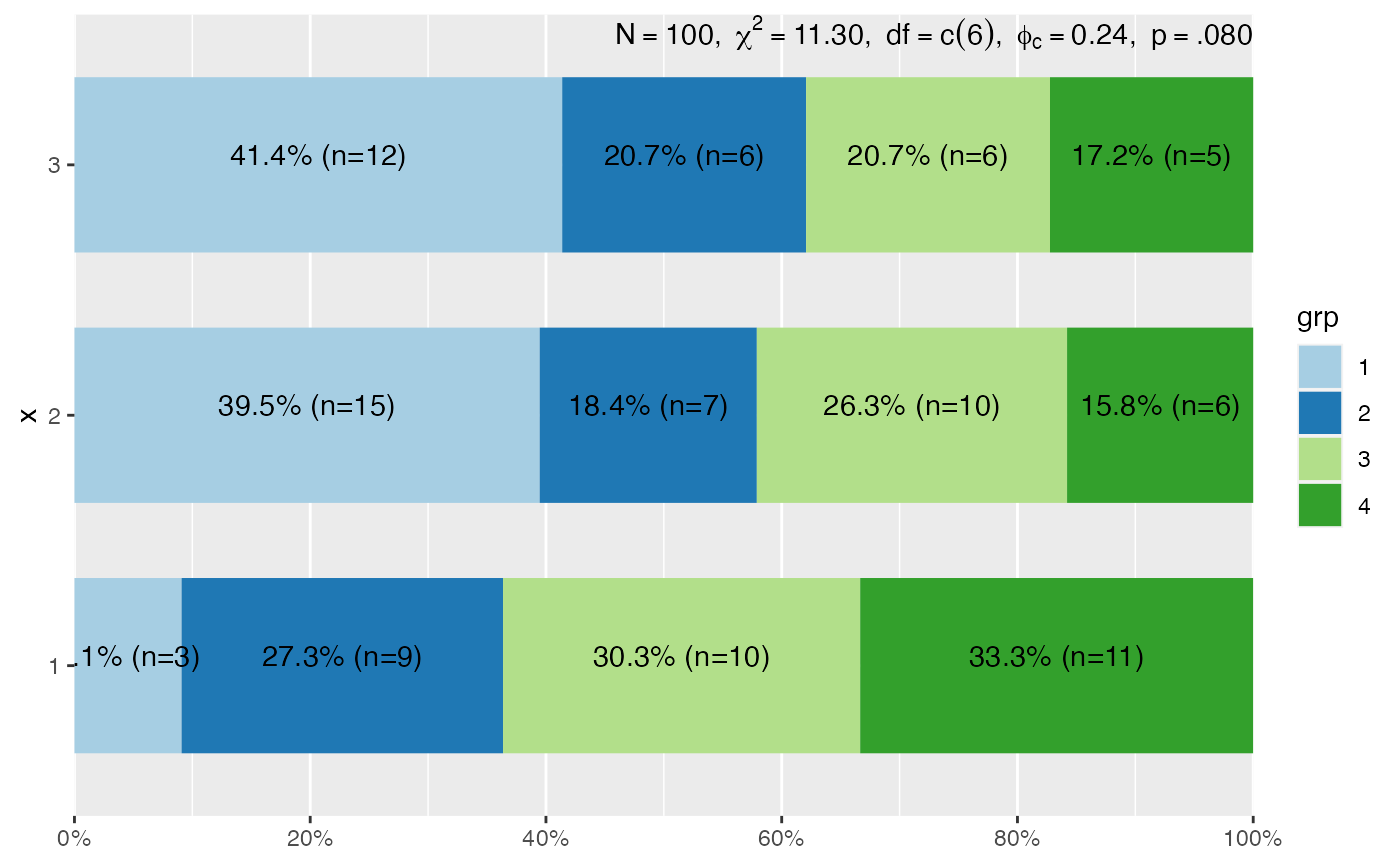 N = 100, χ² = 11.30, df = c(6), ϕc = 0.24, p = .080
3
41.4% (n=12)
20.7% (n=6)
20.7% (n=6)
17.2% (n=5)
x
2
39.5% (n=15)
18.4% (n=7)
26.3% (n=10)
15.8% (n=6)
1
.1% (n=3)
27.3% (n=9)
30.3% (n=10)
33.3% (n=11)
0%
20%
40%
60%
80%
100%
grp
1
2
3
4